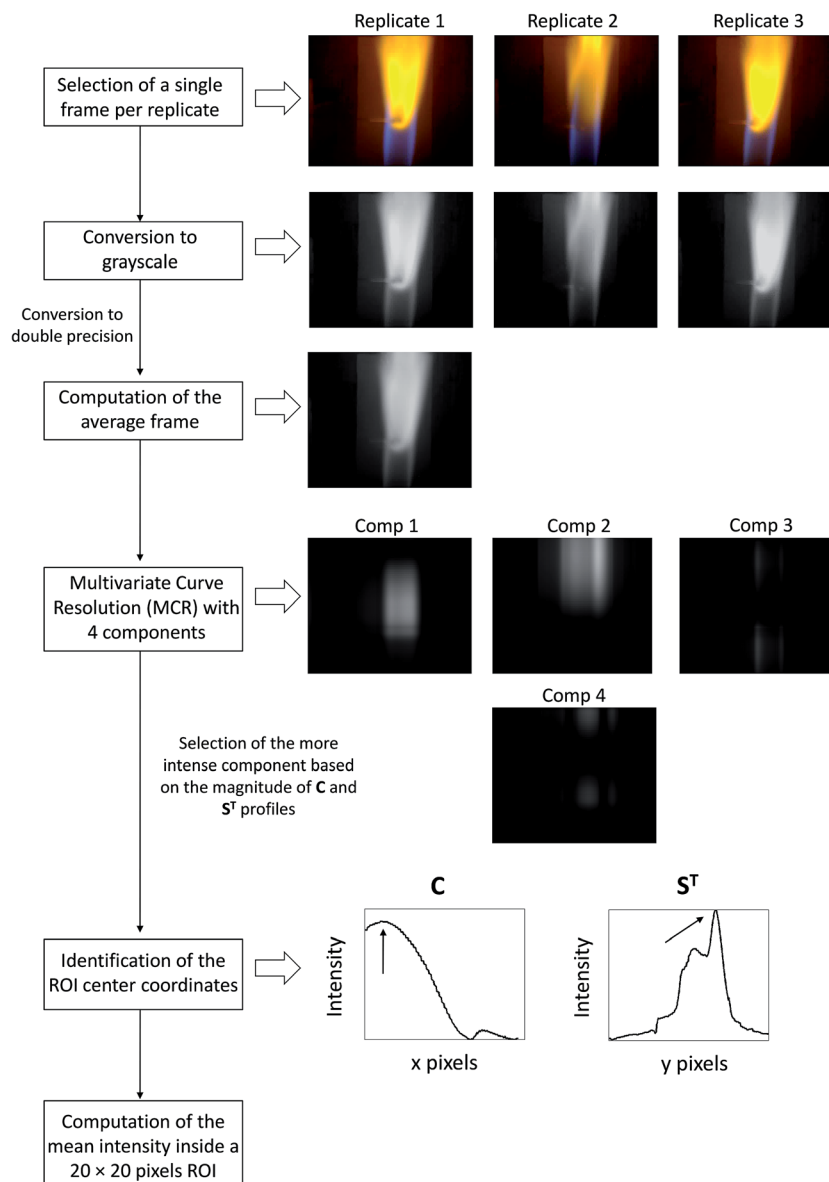 Replicate 1
Replicate 2
Replicate 3
Selection of a single
frame per replicate
Conversion to
grayscale
Conversion to
double precision
Computation of the
average frame
Comp 1
Comp 2
Comp 3
Multivariate Curve
Resolution (MCR) with
4 components
Comp 4
Selection of the more
intense component based
on the magnitude of C and
Sᵀ profiles
C
Sᵀ
Identification of the
ROI center coordinates
Intensity
x pixels
Intensity
y pixels
Computation of the
mean intensity inside a
20 × 20 pixels ROI